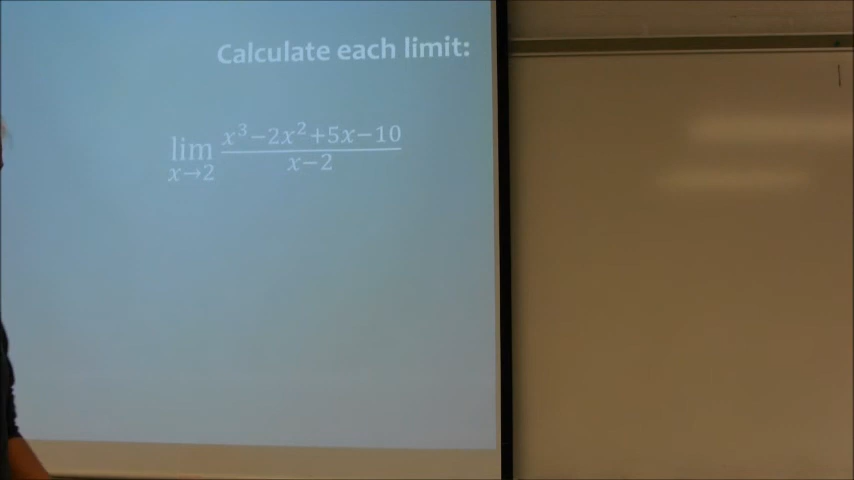 Calculate each limit:
lim x→2 x³−2x²+5x−10 / x−2